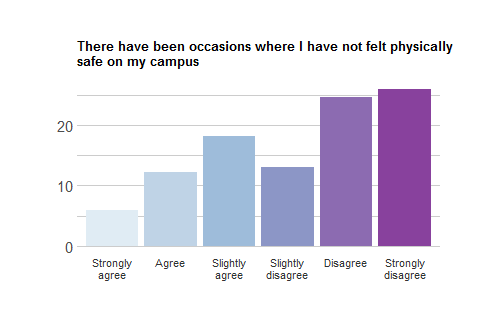 There have been occasions where I have not felt physically
safe on my campus
20
10
0
Strongly
agree
Agree
Slightly
agree
Slightly
disagree
Disagree
Strongly
disagree